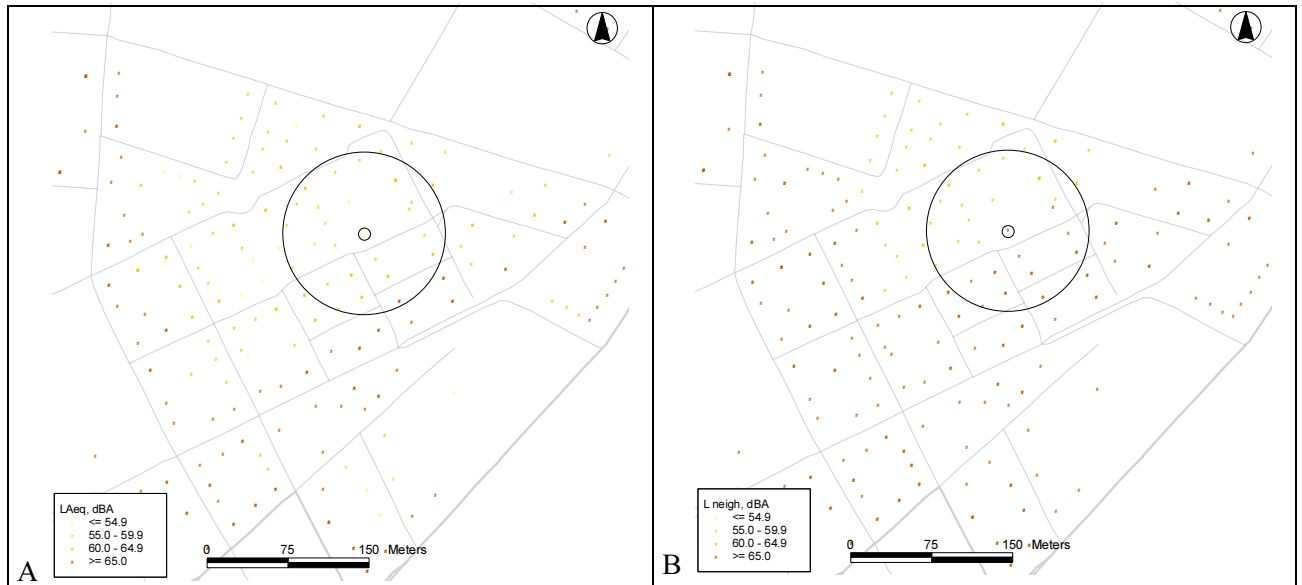 LAeq, dBA
<= 54.9
55.0 - 59.9
60.0 - 64.9
>= 65.0
0 75 150 Meters
A
L neigh, dBA
<= 54.9
55.0 - 59.9
60.0 - 64.9
>= 65.0
0 75 150 Meters
B